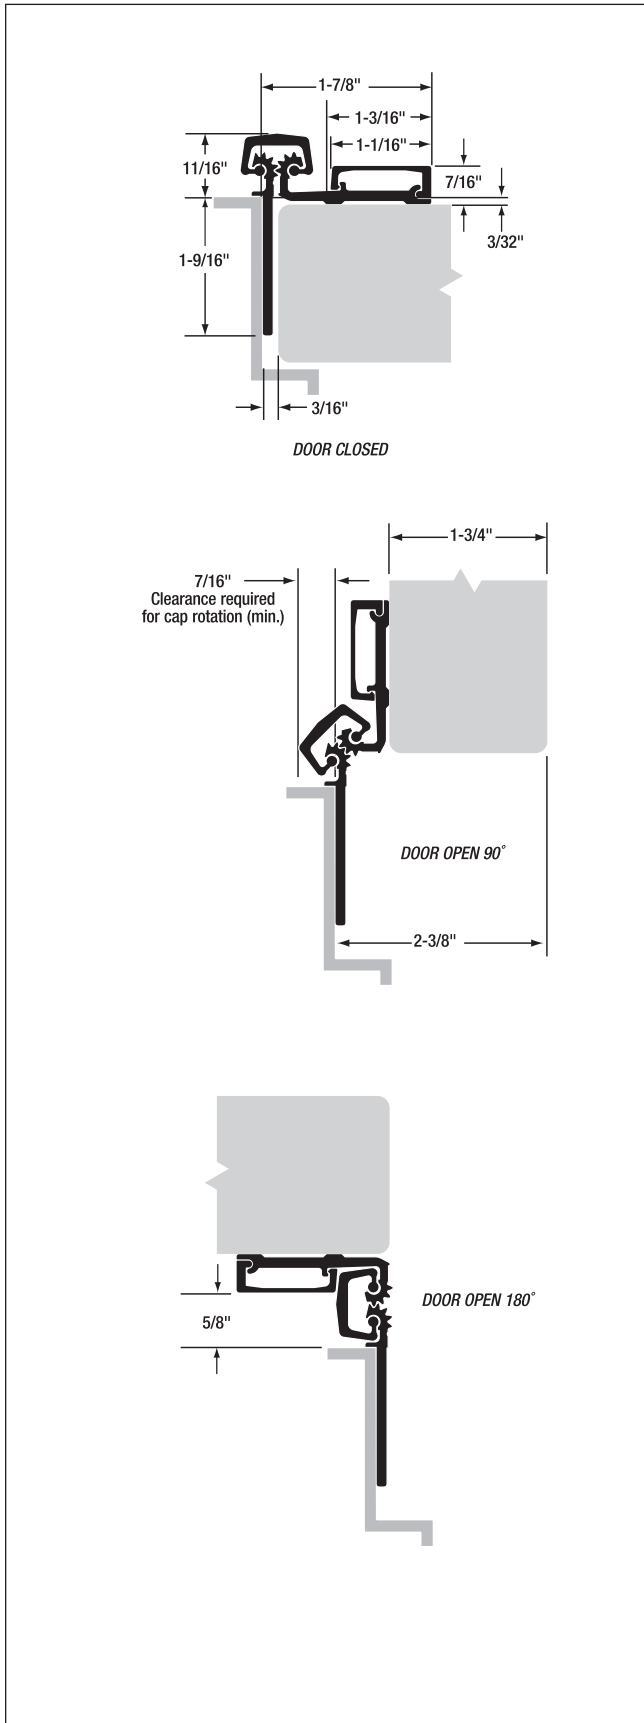 1-7/8"
1-3/16"
1-1/16"
11/16"
7/16"
3/32"
1-9/16"
3/16"
DOOR CLOSED
1-3/4"
7/16"
Clearance required
for cap rotation (min.)
DOOR OPEN 90˚
2-3/8"
DOOR OPEN 180˚
5/8"